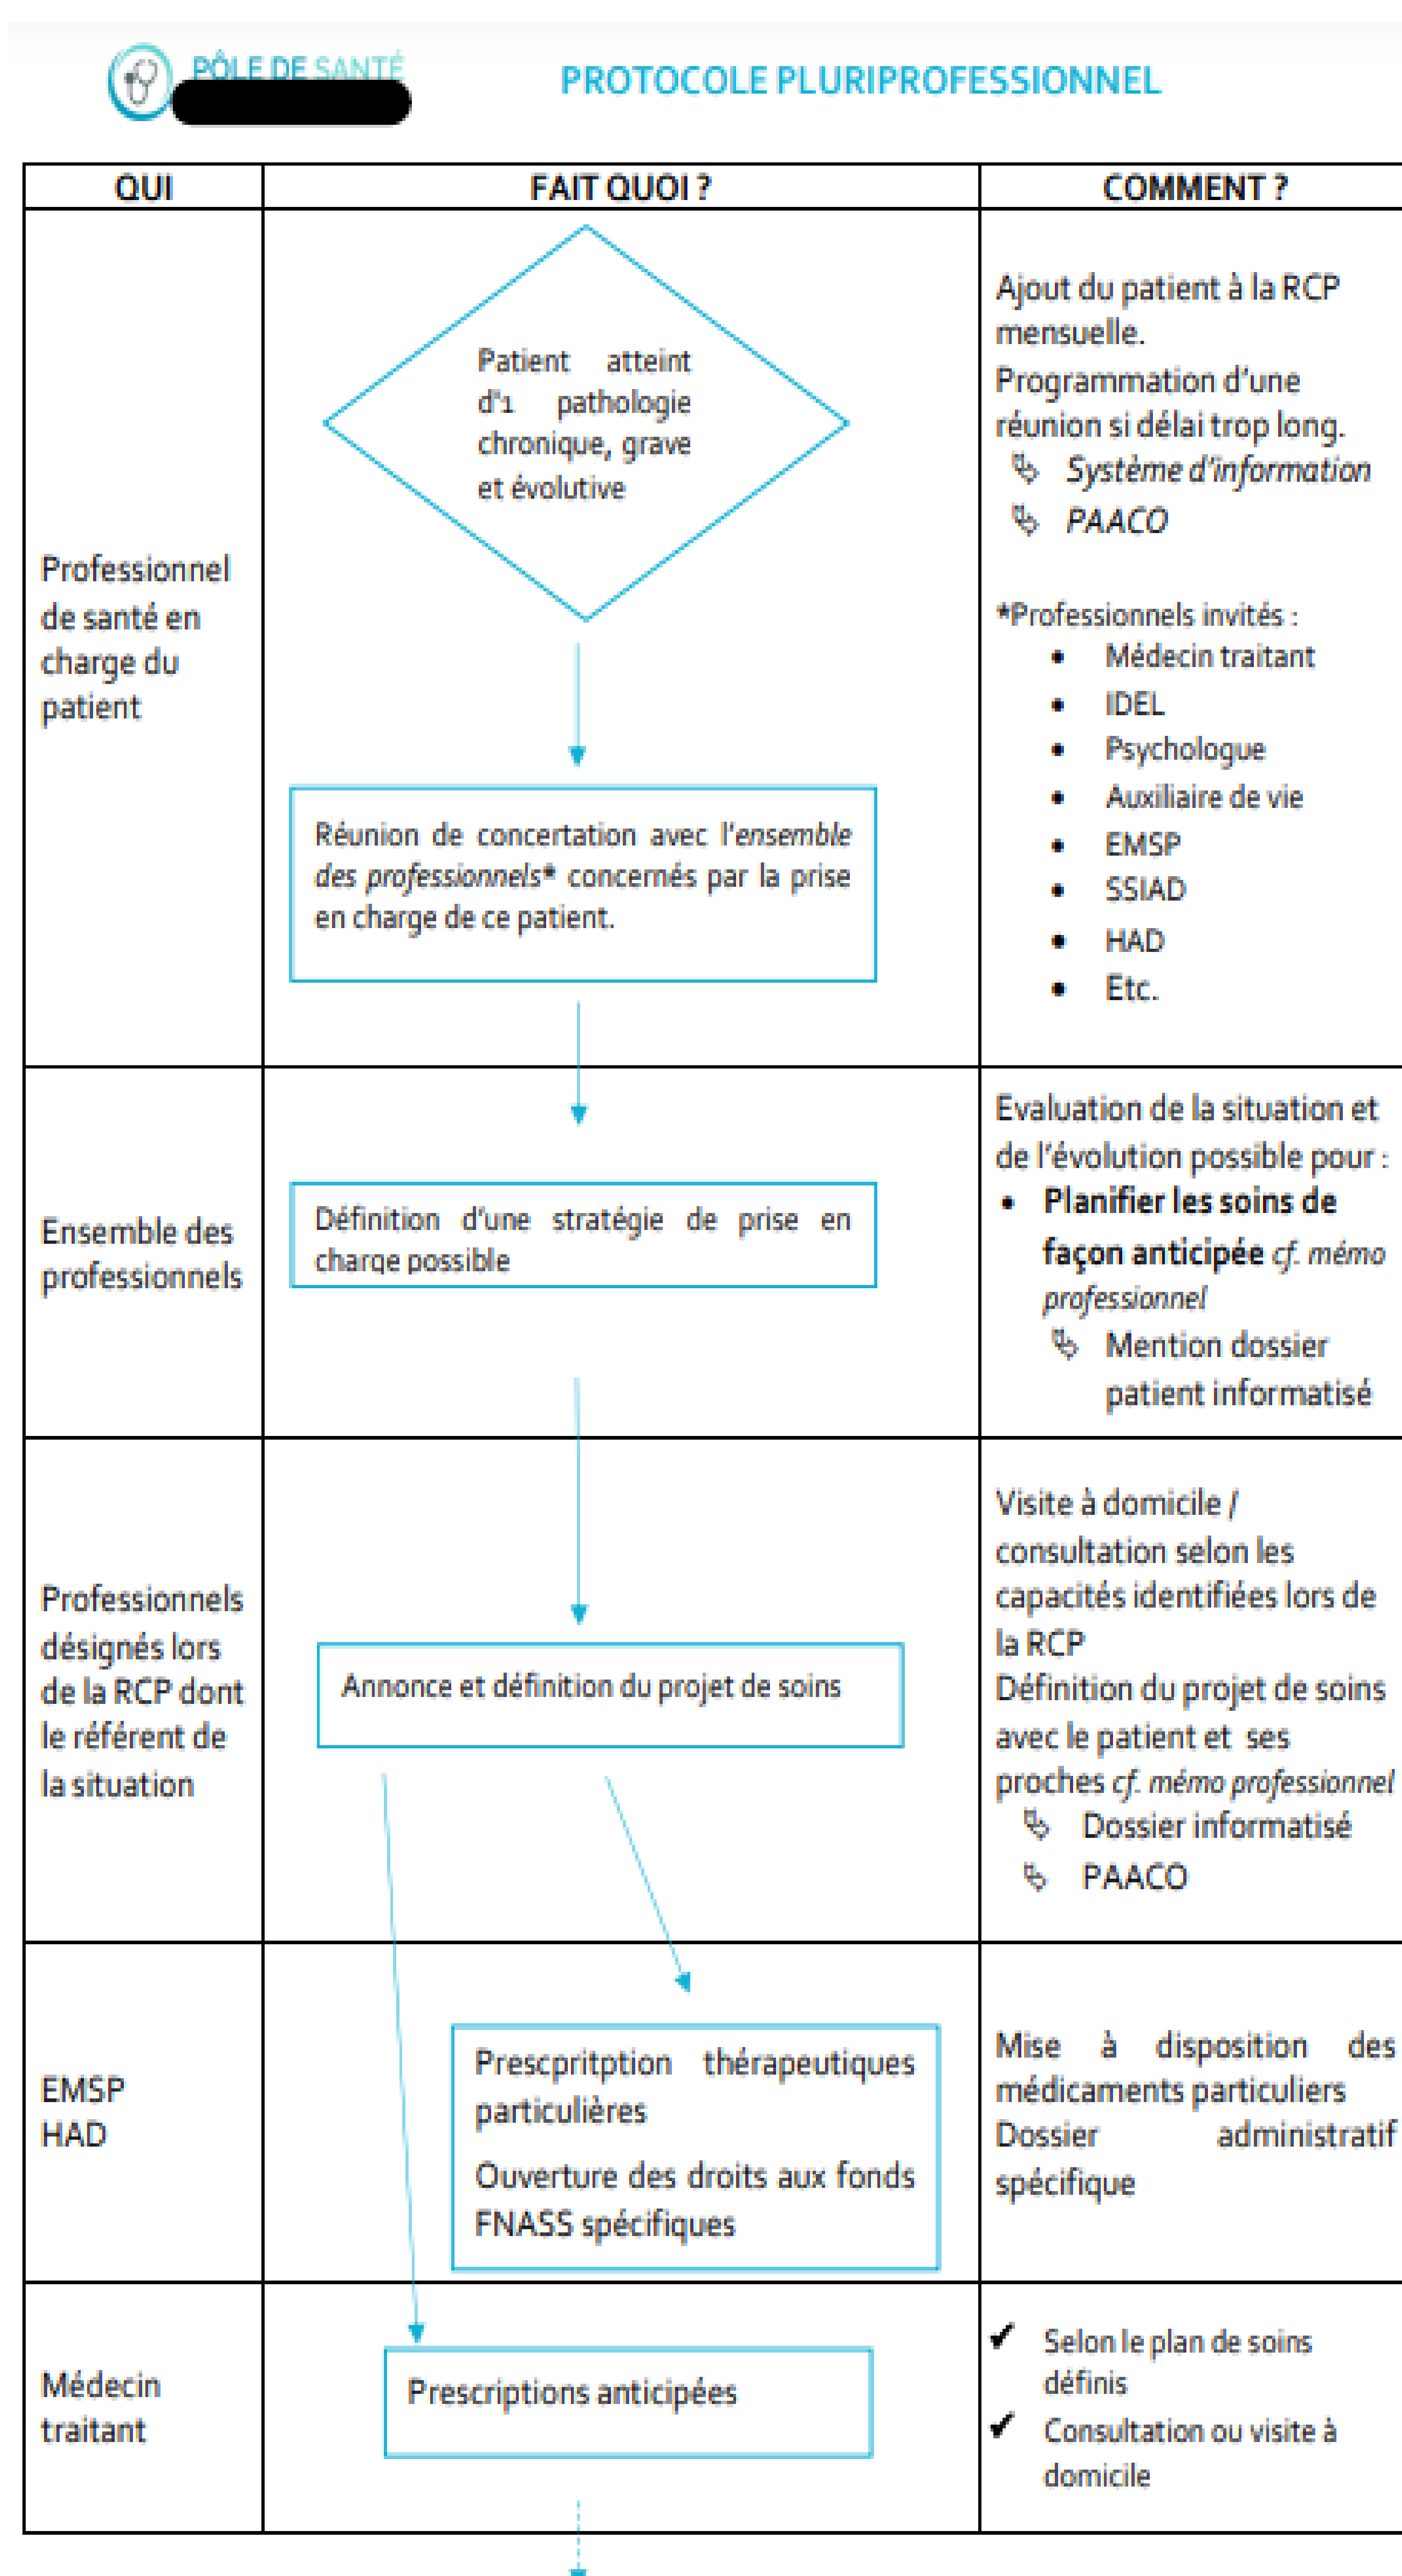 PÔLE DE SANTÉ
PROTOCOLE PLURIPROFESSIONNEL
QUI
FAIT QUOI ?
COMMENT ?
Professionnel
de santé en
charge du
patient
Patient atteint
d'1 pathologie
chronique, grave
et évolutive
Réunion de concertation avec l'ensemble
des professionnels* concernés par la prise
en charge de ce patient.
Ajout du patient à la RCP
mensuelle.
Programmation d'une
réunion si délai trop long.
Système d'information
PAACO
*Professionnels invités :
• Médecin traitant
• IDEL
• Psychologue
• Auxiliaire de vie
• EMSP
• SSIAD
• HAD
• Etc.
Ensemble des
professionnels
Définition d'une stratégie de prise en
charge possible
Evaluation de la situation et
de l'évolution possible pour :
• Planifier les soins de
façon anticipée cf. mémo
professionnel
Mention dossier
patient informatisé
Professionnels
désignés lors
de la RCP dont
le référent de
la situation
Annonce et définition du projet de soins
Visite à domicile /
consultation selon les
capacités identifiées lors de
la RCP
Définition du projet de soins
avec le patient et ses
proches cf. mémo professionnel
Dossier informatisé
PAACO
EMSP
HAD
Prescpritption thérapeutiques
particulières
Ouverture des droits aux fonds
FNASS spécifiques
Mise à disposition des
médicaments particuliers
Dossier administratif
spécifique
Médecin
traitant
Prescriptions anticipées
✔ Selon le plan de soins
définis
✔ Consultation ou visite à
domicile